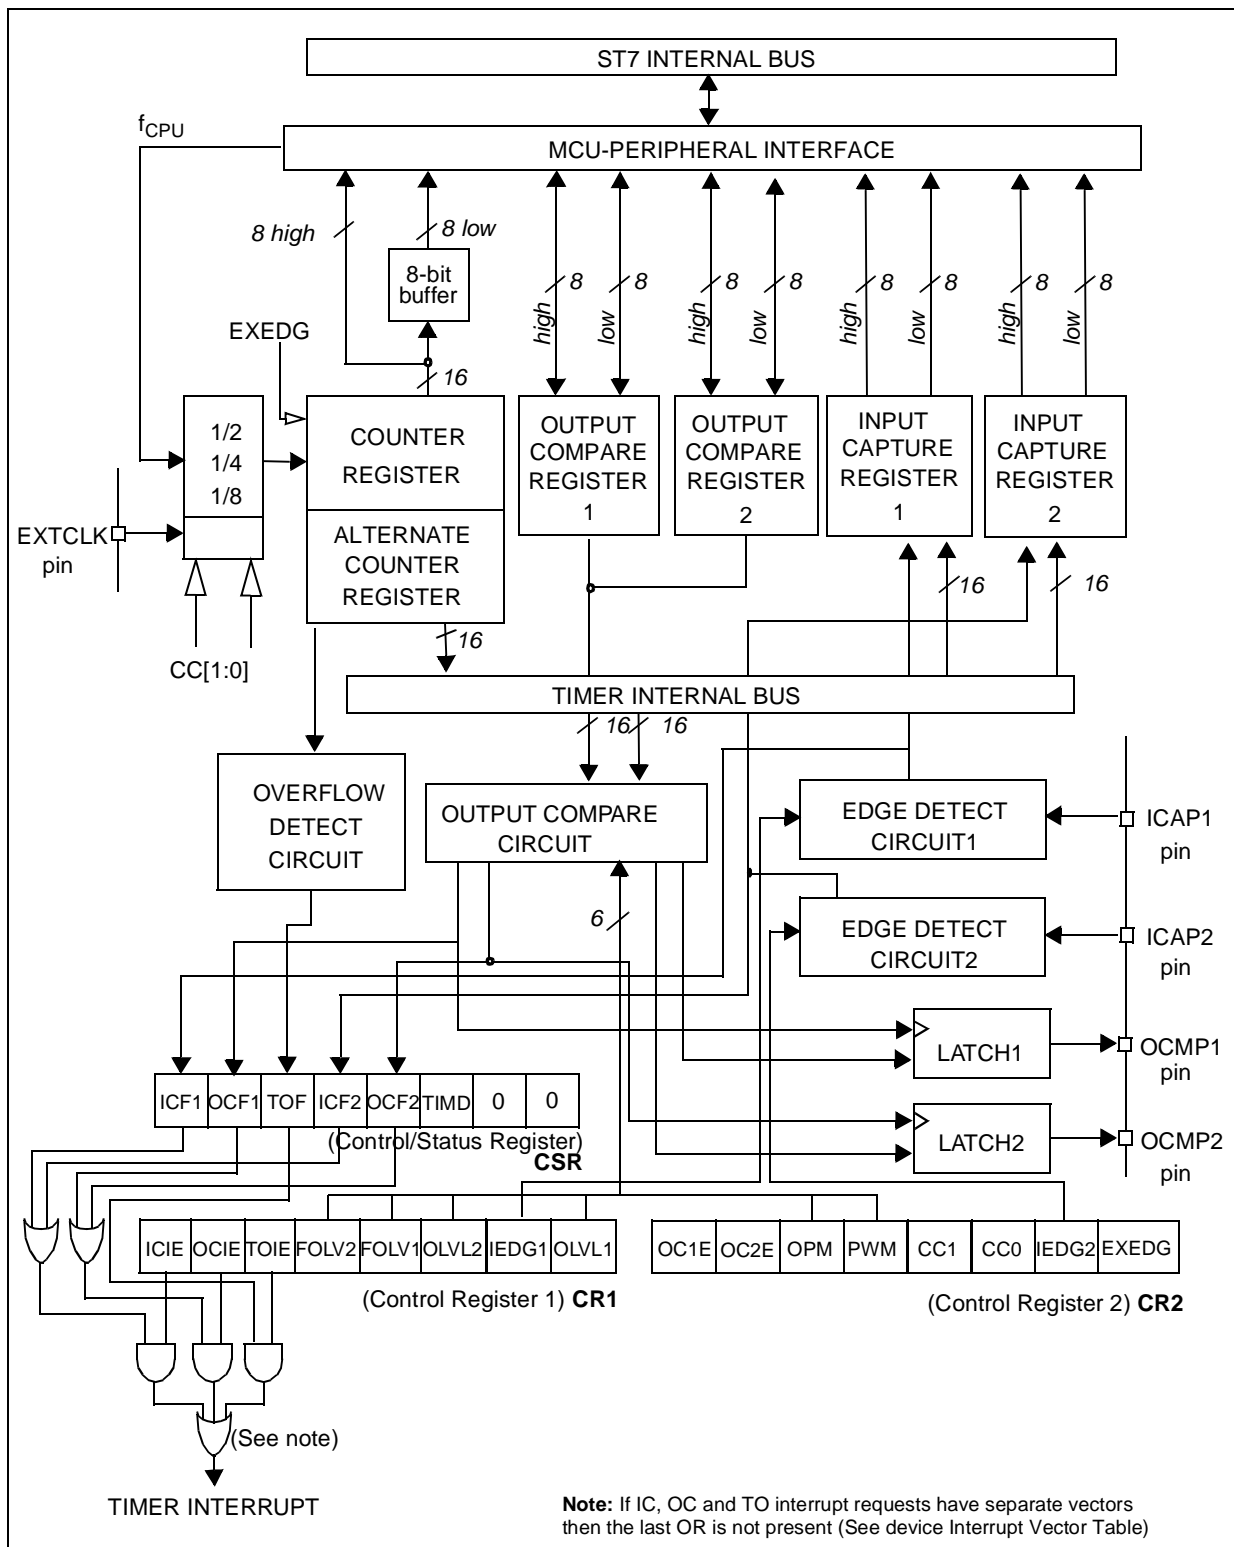 ST7 INTERNAL BUS
fCPU
MCU-PERIPHERAL INTERFACE
8 high
8 low
8-bit
buffer
8
8
8
8
8
8
8
8
high
low
high
low
high
low
high
low
EXEDG
16
1/2
1/4
1/8
COUNTER
REGISTER
ALTERNATE
COUNTER
REGISTER
OUTPUT
COMPARE
REGISTER
1
OUTPUT
COMPARE
REGISTER
2
INPUT
CAPTURE
REGISTER
1
INPUT
CAPTURE
REGISTER
2
EXTCLK
pin
CC[1:0]
16
16
16
TIMER INTERNAL BUS
16
16
OVERFLOW
DETECT
CIRCUIT
OUTPUT COMPARE
CIRCUIT
EDGE DETECT
CIRCUIT1
ICAP1
pin
6
EDGE DETECT
CIRCUIT2
ICAP2
pin
LATCH1
OCMP1
pin
LATCH2
OCMP2
pin
ICF1 OCF1 TOF ICF2 OCF2 TIMD 0 0
(Control/Status Register)
CSR
ICIE OCIE TOIE FOLV2 FOLV1 OLVL2 IEDG1 OLVL1
(Control Register 1) CR1
OC1E OC2E OPM PWM CC1 CC0 IEDG2 EXEDG
(Control Register 2) CR2
(See note)
TIMER INTERRUPT
Note: If IC, OC and TO interrupt requests have separate vectors
then the last OR is not present (See device Interrupt Vector Table)